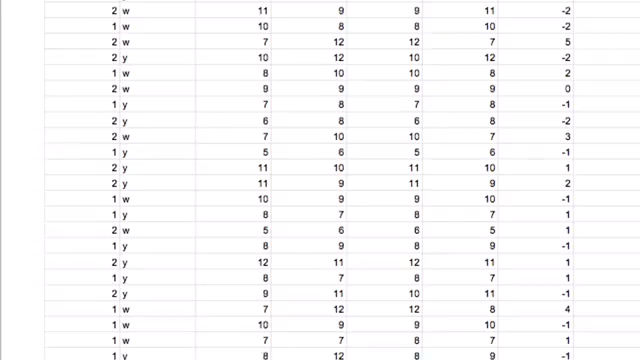 2 w 11 9 9 11 -2
1 w 10 8 8 10 -2
2 w 7 12 12 7 5
2 y 10 12 10 12 -2
1 w 8 10 10 8 2
2 w 9 9 9 9 0
1 y 7 8 7 8 -1
2 y 6 8 6 8 -2
2 w 7 10 10 7 3
1 y 5 6 5 6 -1
2 y 11 10 11 10 1
2 y 11 9 11 9 2
1 w 10 9 9 10 -1
1 y 8 7 8 7 1
2 w 5 6 6 5 1
1 y 8 9 8 9 -1
2 y 12 11 12 11 1
1 y 8 7 8 7 1
2 y 9 11 10 11 -1
1 w 7 12 12 8 4
1 w 10 9 9 10 -1
1 w 7 7 8 7 1
1 y 8 12 8 9 -1